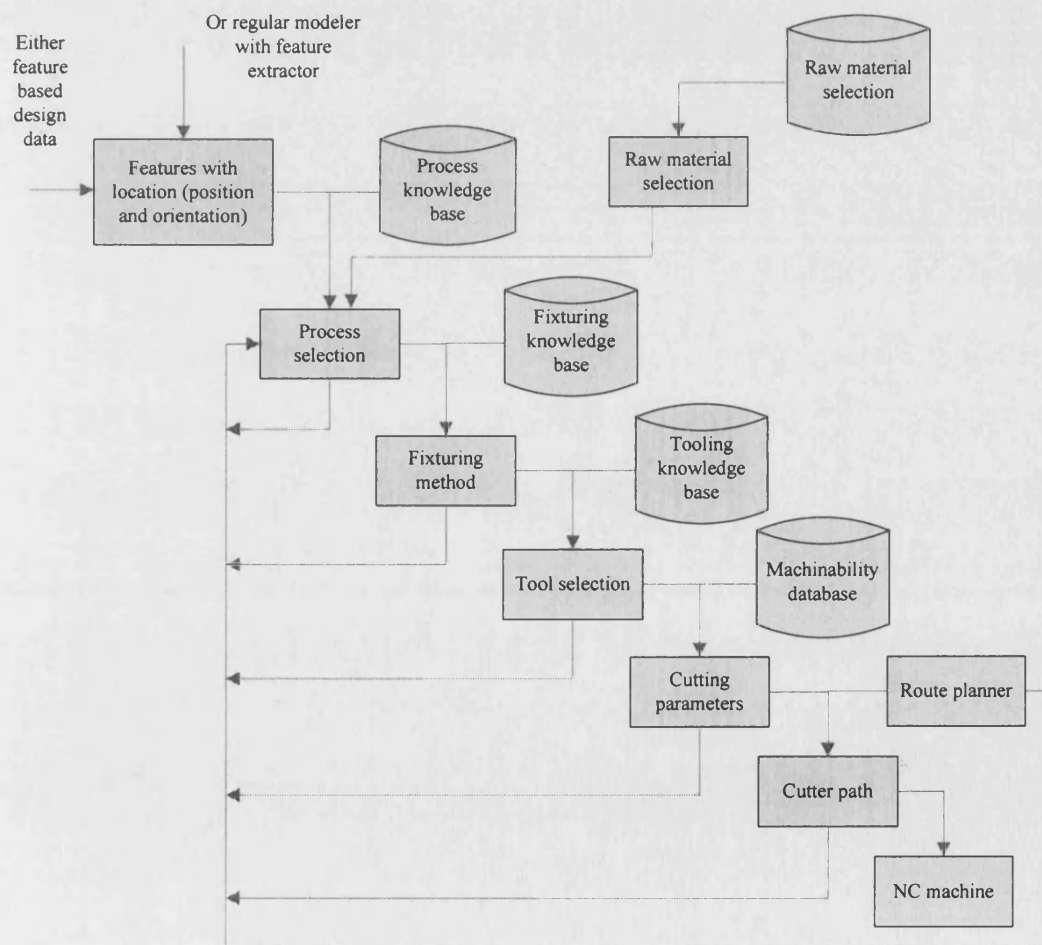 Either
feature
based
design
data
Or regular modeler
with feature
extractor
Raw material
selection
Features with
location (position
and orientation)
Process
knowledge
base
Raw material
selection
Process
selection
Fixturing
knowledge
base
Fixturing
method
Tooling
knowledge
base
Tool selection
Machinability
database
Cutting
parameters
Route planner
Cutter path
NC machine